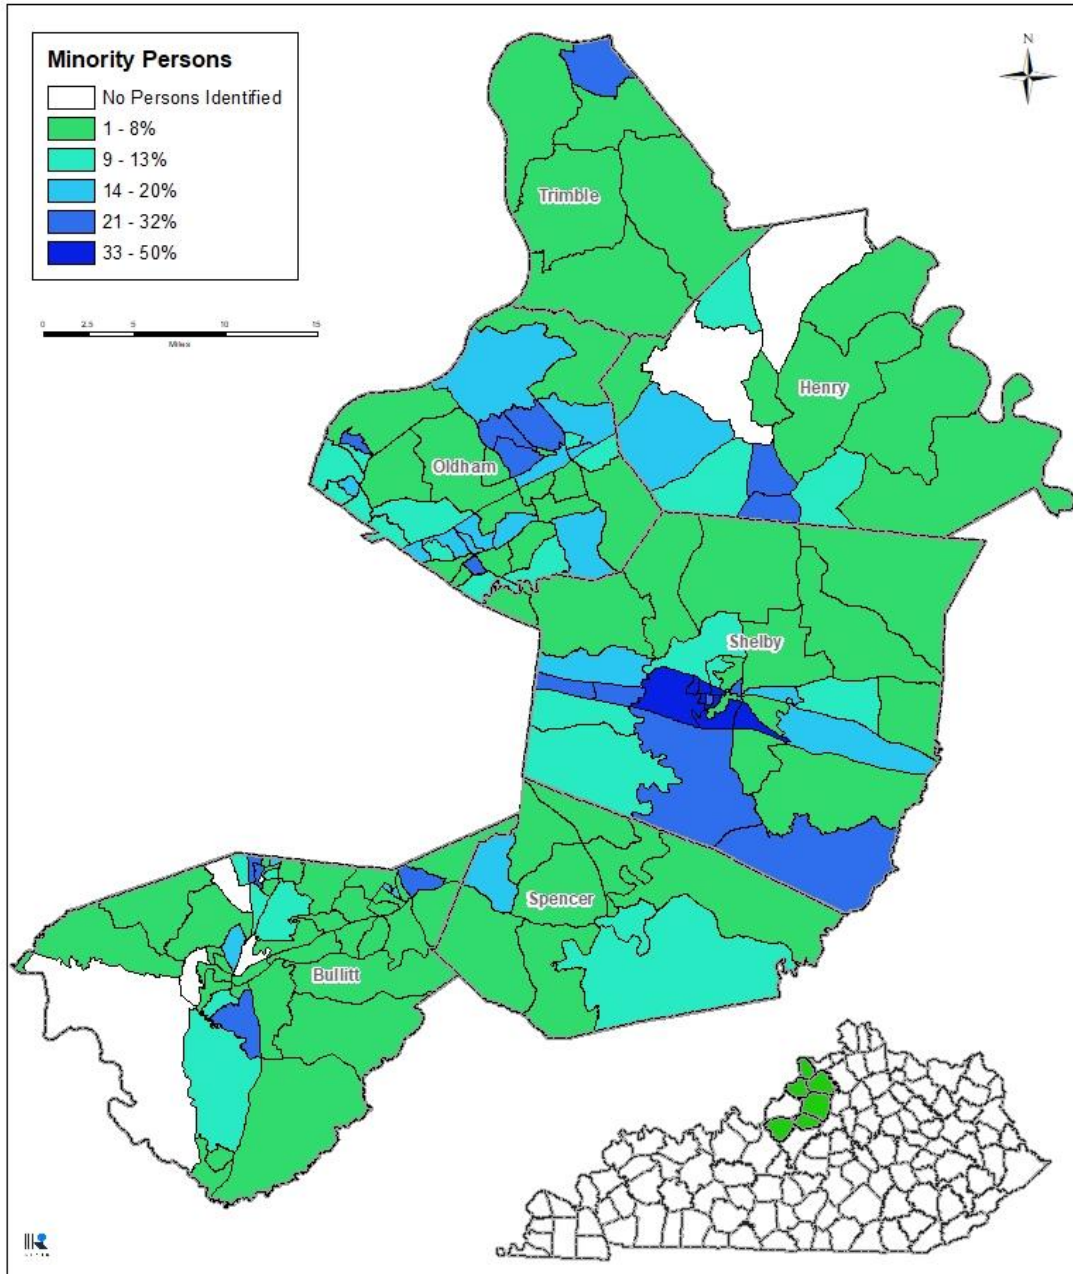 Minority Persons
No Persons Identified
1 - 8%
9 - 13%
14 - 20%
21 - 32%
33 - 50%
0 2.5 5 10 15
Miles
N
Trimble
Henry
Oldham
Shelby
Spencer
Bullitt